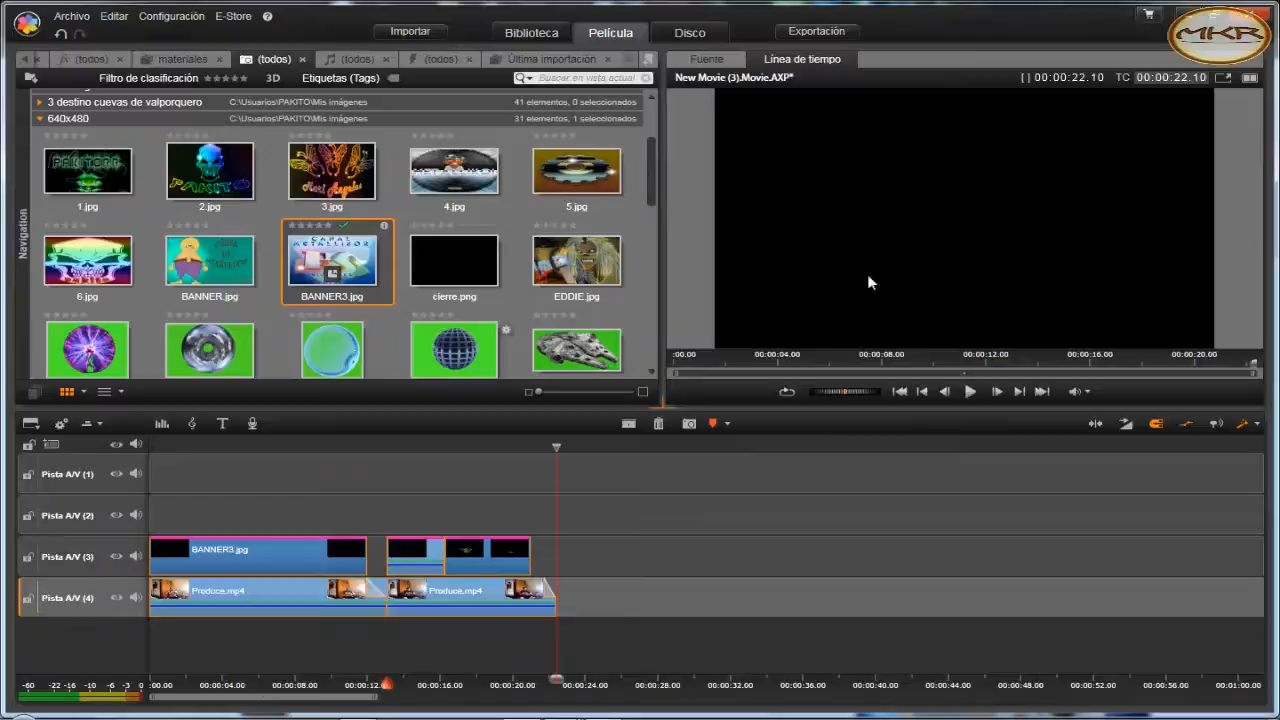 Archivo Editar Configuración E-Store
MKR
Importar Biblioteca Película Disco Exportación
(todos) materiales (todos) (todos) (todos) Última importación
Fuente Línea de tiempo
Filtro de clasificación 3D Etiquetas (Tags) Buscar en vista actual
New Movie (3).Movie.AXP* [ ] 00:00:22.10 TC 00:00:22.10
3 destino cuevas de valporquero C:\Usuarios\PAKITO\Mis imágenes 41 elementos, 0 seleccionados
640x480 C:\Usuarios\PAKITO\Mis imágenes 31 elementos, 1 seleccionados
Navigation
1.jpg 2.jpg 3.jpg 4.jpg 5.jpg
6.jpg BANNER.jpg BANNER3.jpg cierre.png EDDIE.jpg
:00.00 00:00:04.00 00:00:08.00 00:00:12.00 00:00:16.00 00:00:20.00
Pista A/V (1)
Pista A/V (2)
Pista A/V (3) BANNER3.jpg
Pista A/V (4) Produce.mp4 Produce.mp4
-60 -22 -16 -10 -6 -3 0 :00.00 00:00:04.00 00:00:08.00 00:00:12.0 00:00:16.00 00:00:20.00 00:00:24.00 00:00:28.00 00:00:32.00 00:00:36.00 00:00:40.00 00:00:44.00 00:00:48.00 00:00:52.00 00:00:56.00 00:01:00.00